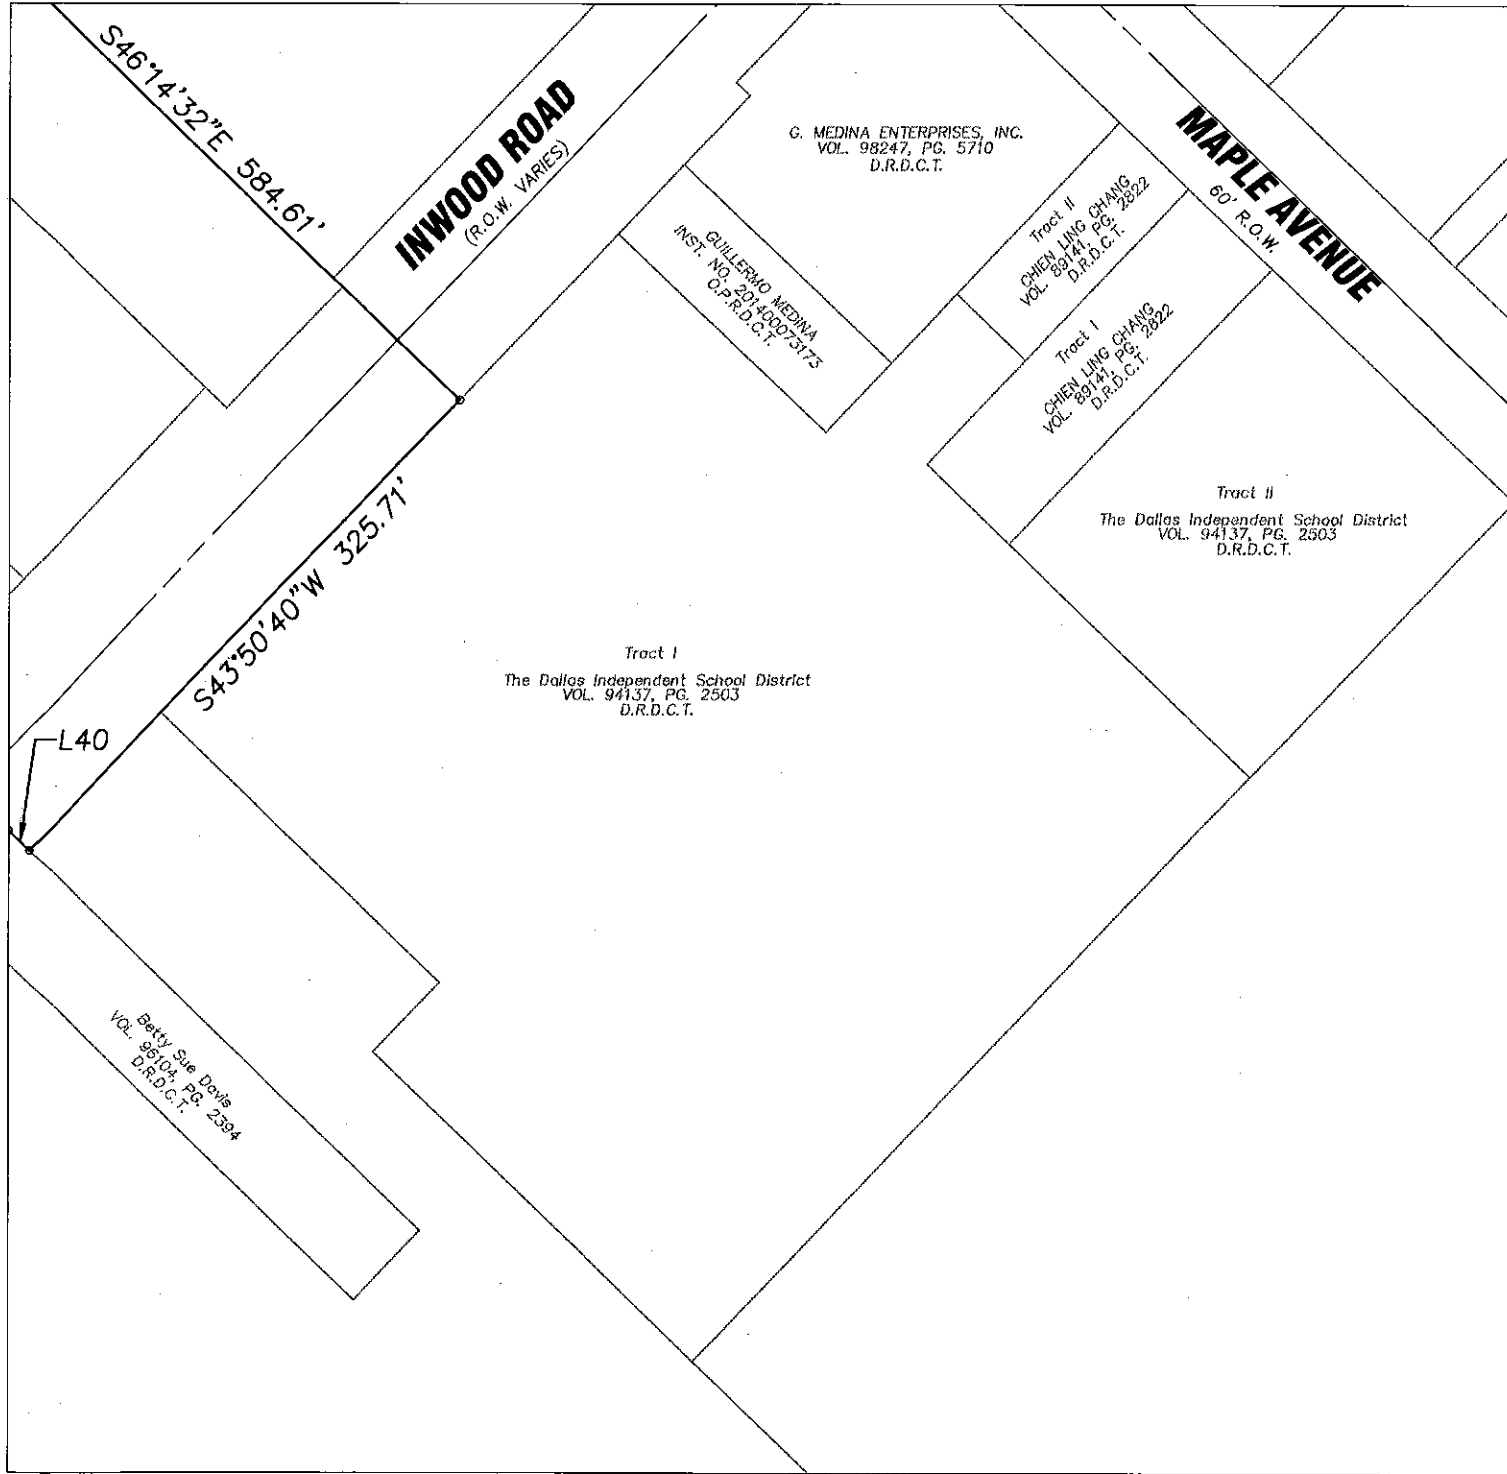 S46°14'32"E 584.61'
INWOOD ROAD
(R.O.W. VARIES)
G. MEDINA ENTERPRISES, INC.
VOL. 98247, PG. 5710
D.R.D.C.T.
MAPLE AVENUE
60' R.O.W.
GUILLERMO MEDINA
INST. NO. 201400073173
O.P.R.D.C.T.
Tract II
CHIEN LING CHANG
VOL. 89141, PG. 2822
D.R.D.C.T.
Tract I
CHIEN LING CHANG
VOL. 89141, PG. 2822
D.R.D.C.T.
Tract II
The Dallas Independent School District
VOL. 94137, PG. 2503
D.R.D.C.T.
S43°50'40"W 325.71'
Tract I
The Dallas Independent School District
VOL. 94137, PG. 2503
D.R.D.C.T.
L40
Betty Sue Davis
VOL. 96104, PG. 2394
D.R.D.C.T.